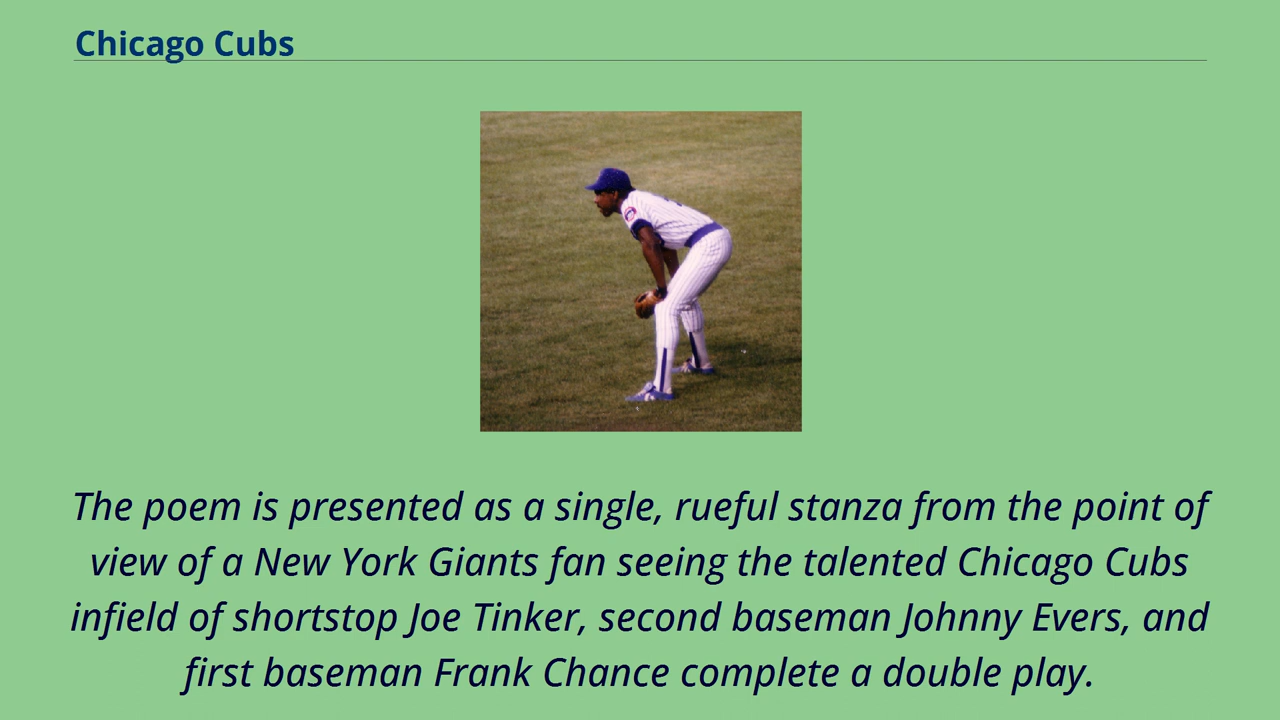 Chicago Cubs
The poem is presented as a single, rueful stanza from the point of
view of a New York Giants fan seeing the talented Chicago Cubs
infield of shortstop Joe Tinker, second baseman Johnny Evers, and
first baseman Frank Chance complete a double play.